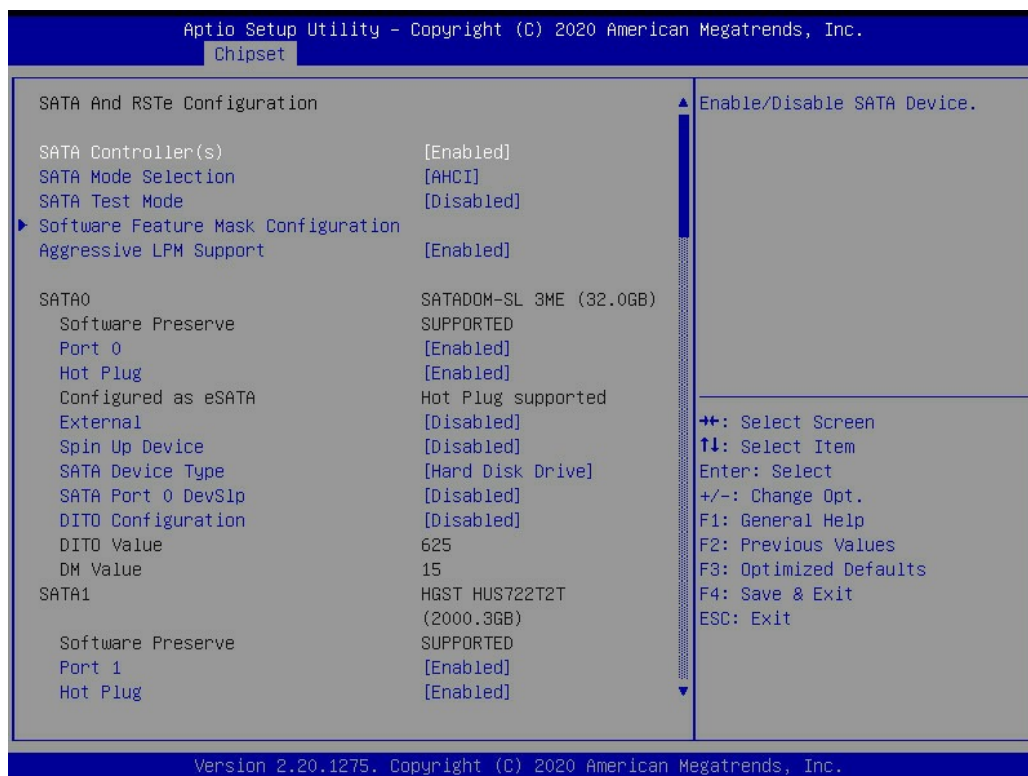 Aptio Setup Utility – Copyright (C) 2020 American Megatrends, Inc.
Chipset
SATA And RSTe Configuration
SATA Controller(s) [Enabled]
SATA Mode Selection [AHCI]
SATA Test Mode [Disabled]
Software Feature Mask Configuration
Aggressive LPM Support [Enabled]
SATA0 SATADOM-SL 3ME (32.0GB)
Software Preserve SUPPORTED
Port 0 [Enabled]
Hot Plug [Enabled]
Configured as eSATA Hot Plug supported
External [Disabled]
Spin Up Device [Disabled]
SATA Device Type [Hard Disk Drive]
SATA Port 0 DevSlp [Disabled]
DITO Configuration [Disabled]
DITO Value 625
DM Value 15
SATA1 HGST HUS722T2T
(2000.3GB)
Software Preserve SUPPORTED
Port 1 [Enabled]
Hot Plug [Enabled]
Enable/Disable SATA Device.
→←: Select Screen
↑↓: Select Item
Enter: Select
+/-: Change Opt.
F1: General Help
F2: Previous Values
F3: Optimized Defaults
F4: Save & Exit
ESC: Exit
Version 2.20.1275. Copyright (C) 2020 American Megatrends, Inc.